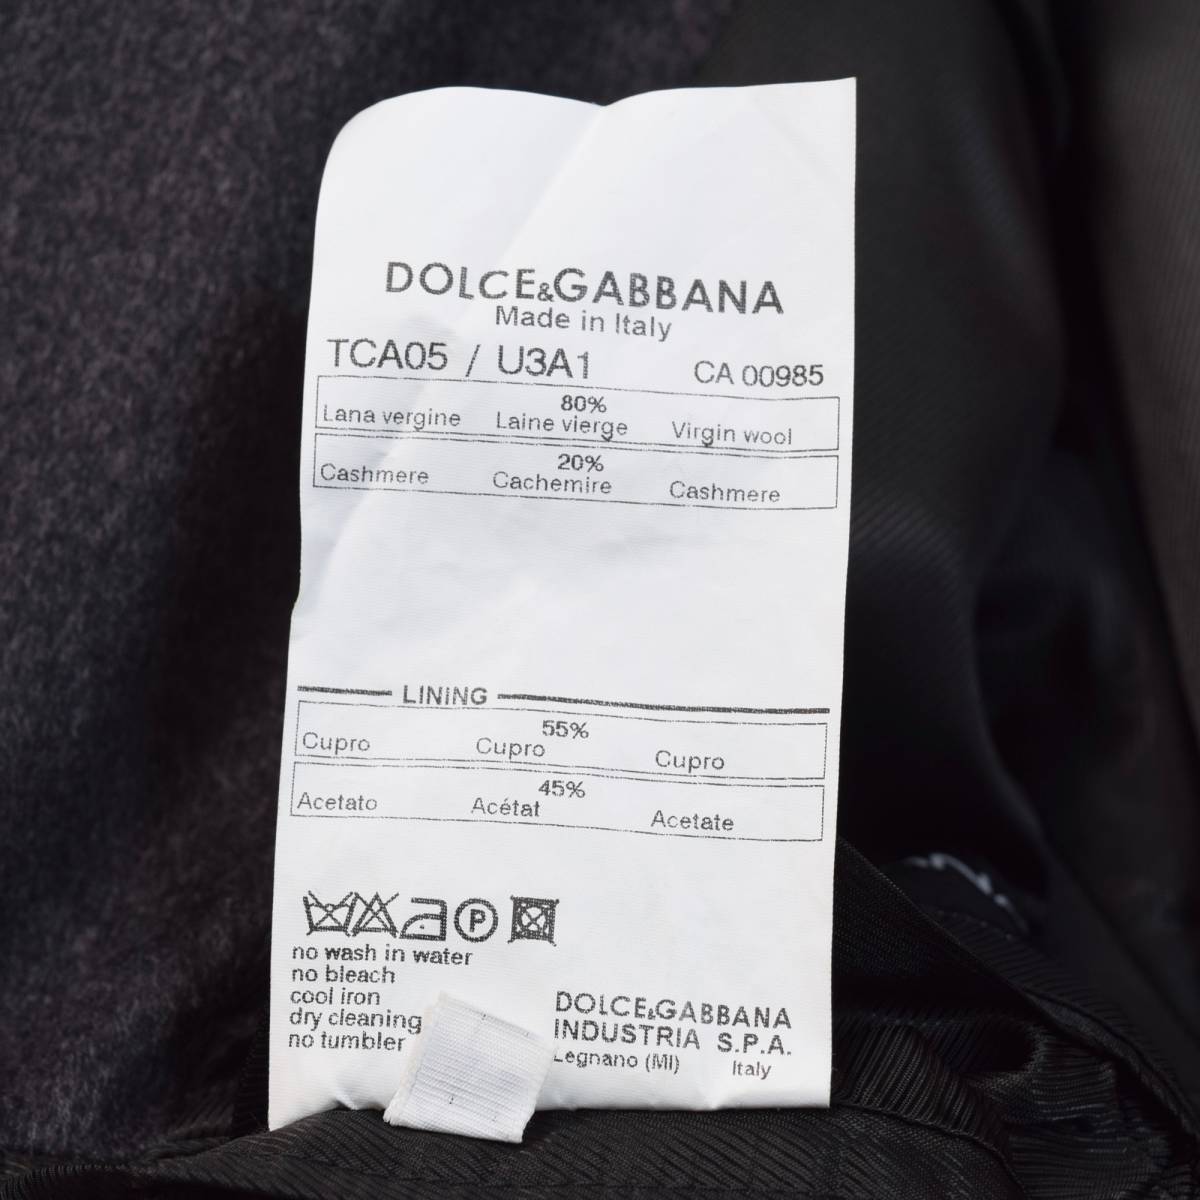 DOLCE&GABBANA
Made in Italy
TCA05 / U3A1 CA 00985
80%
Lana vergine Laine vierge Virgin wool
20%
Cashmere Cachemire Cashmere
LINING
55%
Cupro Cupro Cupro
45%
Acetato Acétat Acetate
P
no wash in water
no bleach
cool iron
dry cleaning
no tumbler
DOLCE&GABBANA
INDUSTRIA S.P.A.
Legnano (MI) Italy